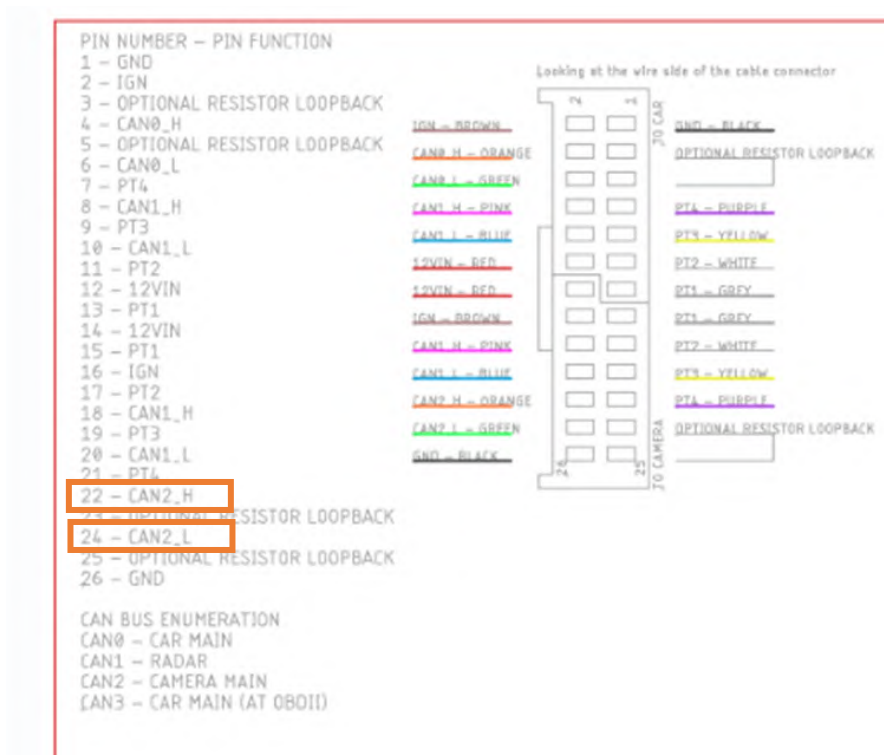 PIN NUMBER – PIN FUNCTION
1 – GND
2 – IGN
3 – OPTIONAL RESISTOR LOOPBACK
4 – CAN0_H
5 – OPTIONAL RESISTOR LOOPBACK
6 – CAN0_L
7 – PT4
8 – CAN1_H
9 – PT3
10 – CAN1_L
11 – PT2
12 – 12VIN
13 – PT1
14 – 12VIN
15 – PT1
16 – IGN
17 – PT2
18 – CAN1_H
19 – PT3
20 – CAN1_L
21 – PT4
22 – CAN2_H
23 – OPTIONAL RESISTOR LOOPBACK
24 – CAN2_L
25 – OPTIONAL RESISTOR LOOPBACK
26 – GND
CAN BUS ENUMERATION
CAN0 – CAR MAIN
CAN1 – RADAR
CAN2 – CAMERA MAIN
CAN3 – CAR MAIN (AT OBDII)
Looking at the wire side of the cable connector
2 1
TO CAR
IGN – BROWN
CAN0_H – ORANGE
CAN0_L – GREEN
CAN1_H – PINK
CAN1_L – BLUE
12VIN – RED
12VIN – RED
IGN – BROWN
CAN1_H – PINK
CAN1_L – BLUE
CAN2_H – ORANGE
CAN2_L – GREEN
GND – BLACK
GND – BLACK
OPTIONAL RESISTOR LOOPBACK
PT4 – PURPLE
PT3 – YELLOW
PT2 – WHITE
PT1 – GREY
PT1 – GREY
PT2 – WHITE
PT3 – YELLOW
PT4 – PURPLE
OPTIONAL RESISTOR LOOPBACK
26 25
TO CAMERA